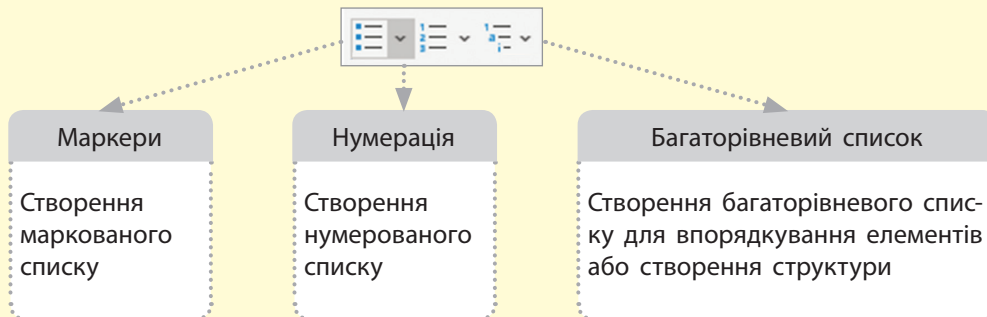 Маркери
Нумерація
Багаторівневий список
Створення
маркованого
списку
Створення
нумерованого
списку
Створення багаторівневого спис-
ку для впорядкування елементів
або створення структури